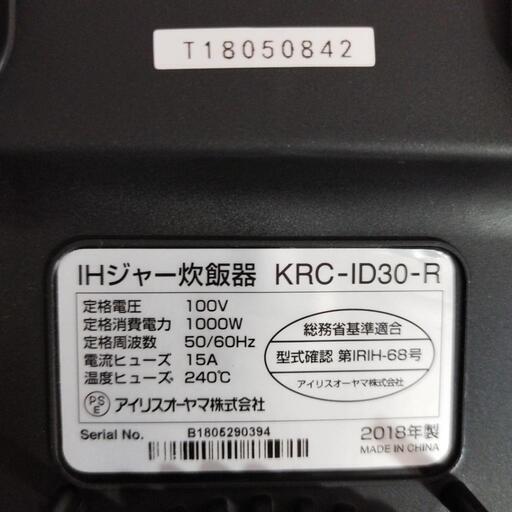 T18050842
IHジャー炊飯器 KRC-ID30-R
定格電圧 100V
定格消費電力 1000W
定格周波数 50/60Hz
電流ヒューズ 15A
温度ヒューズ 240℃
総務省基準適合
型式確認 第IRIH-68号
アイリスオーヤマ株式会社
PSE アイリスオーヤマ株式会社
Serial No. B1805290394
2018年製
MADE IN CHINA